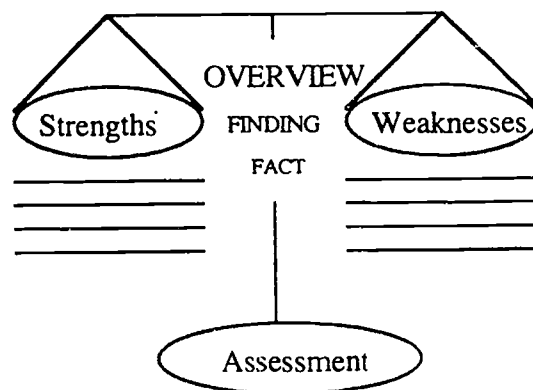 OVERVIEW
Strengths
FINDING
Weaknesses
FACT
Assessment